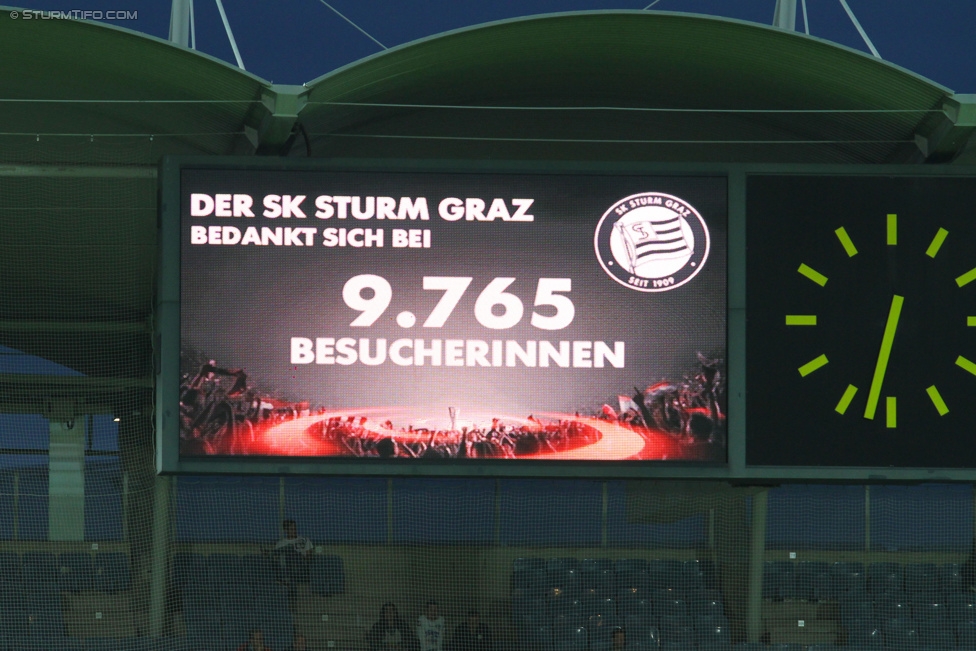 © STURMTIFO.COM
DER SK STURM GRAZ
BEDANKT SICH BEI
9.765
BESUCHERINNEN
SK STURM GRAZ
SEIT 1909